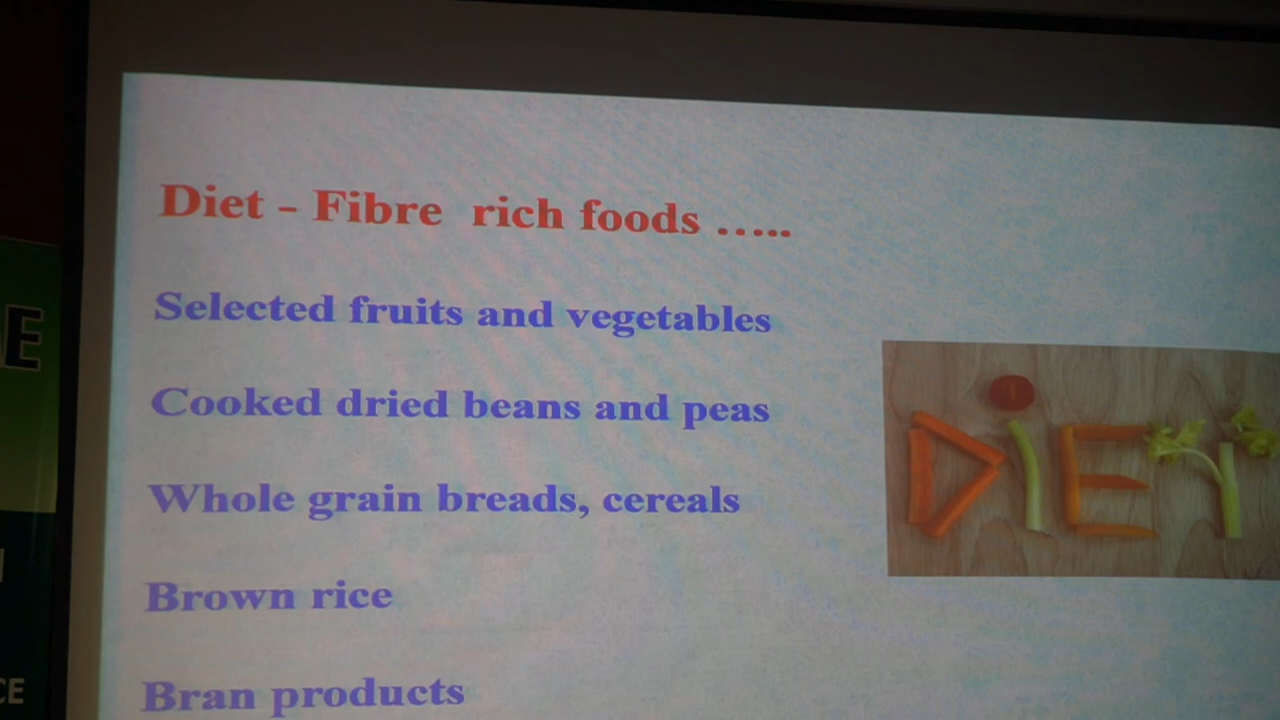 Diet - Fibre rich foods .....
Selected fruits and vegetables
Cooked dried beans and peas
Whole grain breads, cereals
Brown rice
Bran products
DiET
E
CE